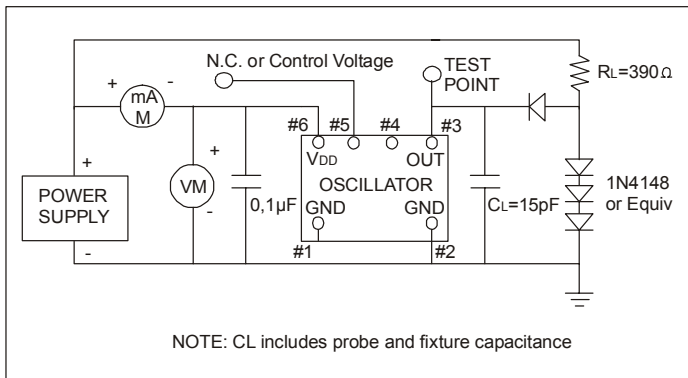 N.C. or Control Voltage
TEST
POINT
RL=390Ω
+
-
mA
M
#6
#5
#4
#3
VDD
OUT
+
VM
-
+
POWER
SUPPLY
-
0,1µF
OSCILLATOR
GND
GND
CL=15pF
1N4148
or Equiv
#1
#2
NOTE: CL includes probe and fixture capacitance